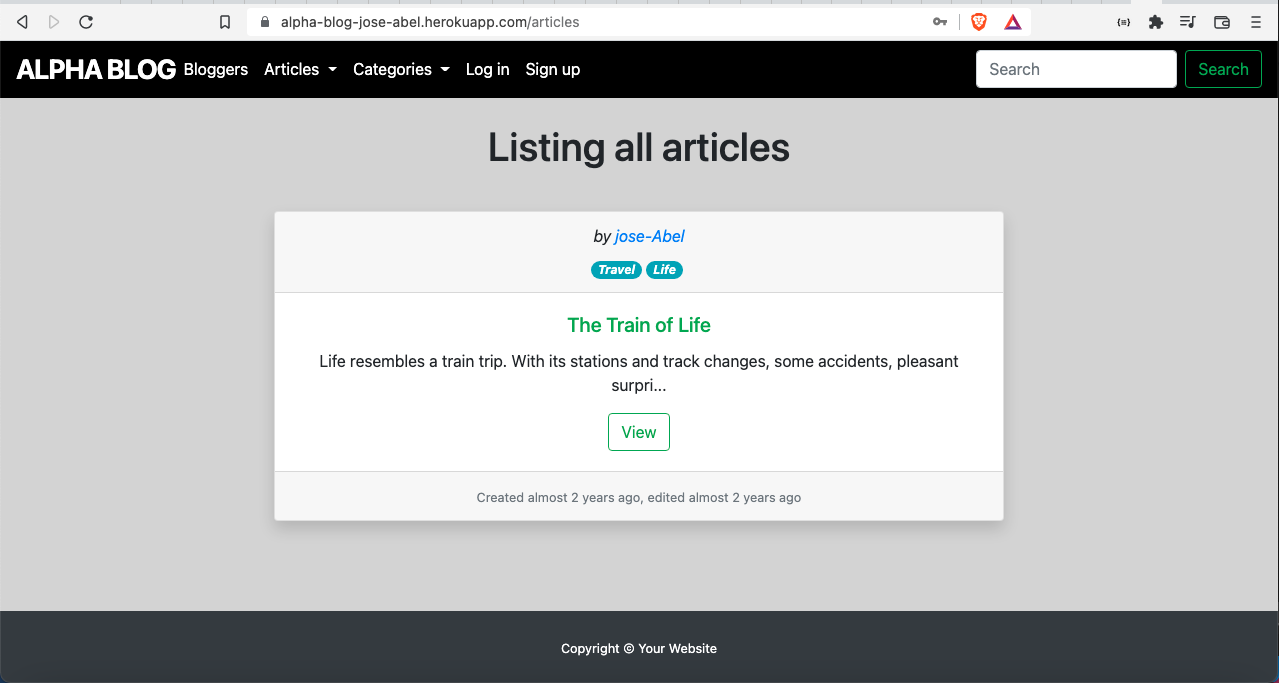 alpha-blog-jose-abel.herokuapp.com/articles
ALPHA BLOG Bloggers Articles Categories Log in Sign up Search Search
Listing all articles
by jose-Abel
Travel Life
The Train of Life
Life resembles a train trip. With its stations and track changes, some accidents, pleasant
surpri...
View
Created almost 2 years ago, edited almost 2 years ago
Copyright © Your Website